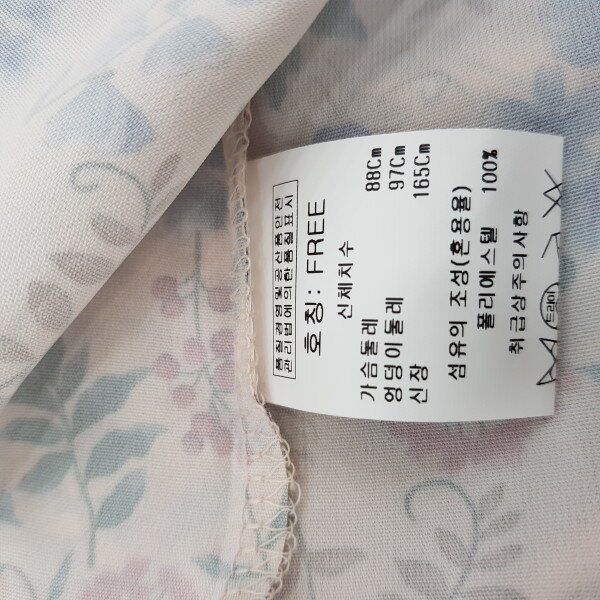 품질경영및공산품안전
관리법에의한품질표시
호칭: FREE
신체치수
가슴둘레 88Cm
엉덩이둘레 97Cm
신장 165Cm
섬유의 조성(혼용율)
폴리에스텔 100%
취급상주의사항
드라이